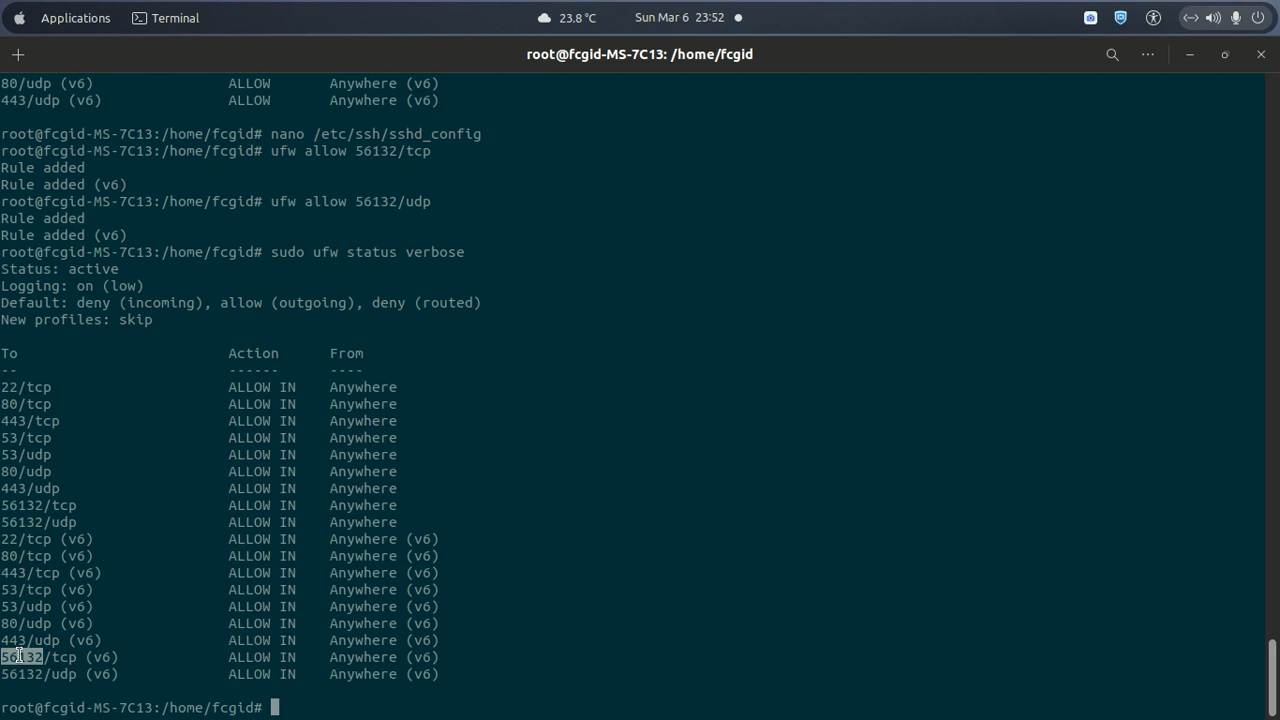 Applications Terminal 23.8 °C Sun Mar 6 23:52
root@fcgid-MS-7C13: /home/fcgid
80/udp (v6) ALLOW Anywhere (v6)
443/udp (v6) ALLOW Anywhere (v6)
root@fcgid-MS-7C13:/home/fcgid# nano /etc/ssh/sshd_config
root@fcgid-MS-7C13:/home/fcgid# ufw allow 56132/tcp
Rule added
Rule added (v6)
root@fcgid-MS-7C13:/home/fcgid# ufw allow 56132/udp
Rule added
Rule added (v6)
root@fcgid-MS-7C13:/home/fcgid# sudo ufw status verbose
Status: active
Logging: on (low)
Default: deny (incoming), allow (outgoing), deny (routed)
New profiles: skip
To Action From
-- ------ ----
22/tcp ALLOW IN Anywhere
80/tcp ALLOW IN Anywhere
443/tcp ALLOW IN Anywhere
53/tcp ALLOW IN Anywhere
53/udp ALLOW IN Anywhere
80/udp ALLOW IN Anywhere
443/udp ALLOW IN Anywhere
56132/tcp ALLOW IN Anywhere
56132/udp ALLOW IN Anywhere
22/tcp (v6) ALLOW IN Anywhere (v6)
80/tcp (v6) ALLOW IN Anywhere (v6)
443/tcp (v6) ALLOW IN Anywhere (v6)
53/tcp (v6) ALLOW IN Anywhere (v6)
53/udp (v6) ALLOW IN Anywhere (v6)
80/udp (v6) ALLOW IN Anywhere (v6)
443/udp (v6) ALLOW IN Anywhere (v6)
56132/tcp (v6) ALLOW IN Anywhere (v6)
56132/udp (v6) ALLOW IN Anywhere (v6)
root@fcgid-MS-7C13:/home/fcgid#